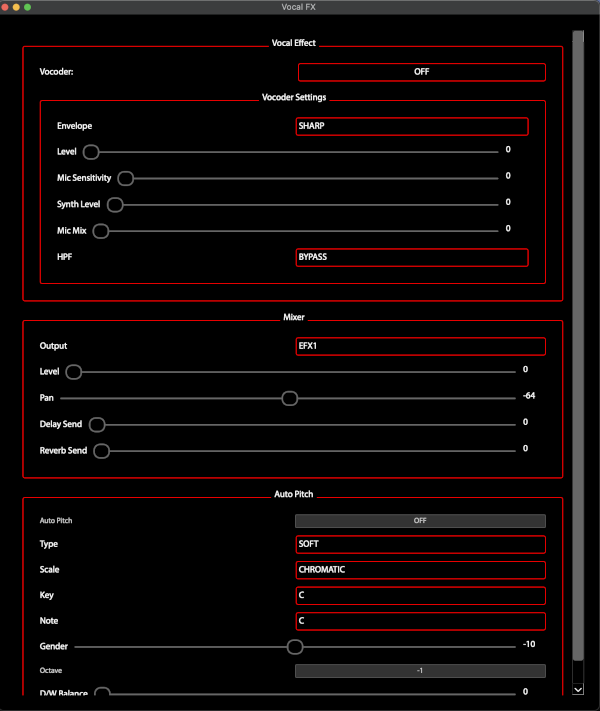 Vocal FX
Vocal Effect
Vocoder: OFF
Vocoder Settings
Envelope SHARP
Level 0
Mic Sensitivity 0
Synth Level 0
Mic Mix 0
HPF BYPASS
Mixer
Output EFX1
Level 0
Pan -64
Delay Send 0
Reverb Send 0
Auto Pitch
Auto Pitch OFF
Type SOFT
Scale CHROMATIC
Key C
Note C
Gender -10
Octave -1
D/W Balance 0